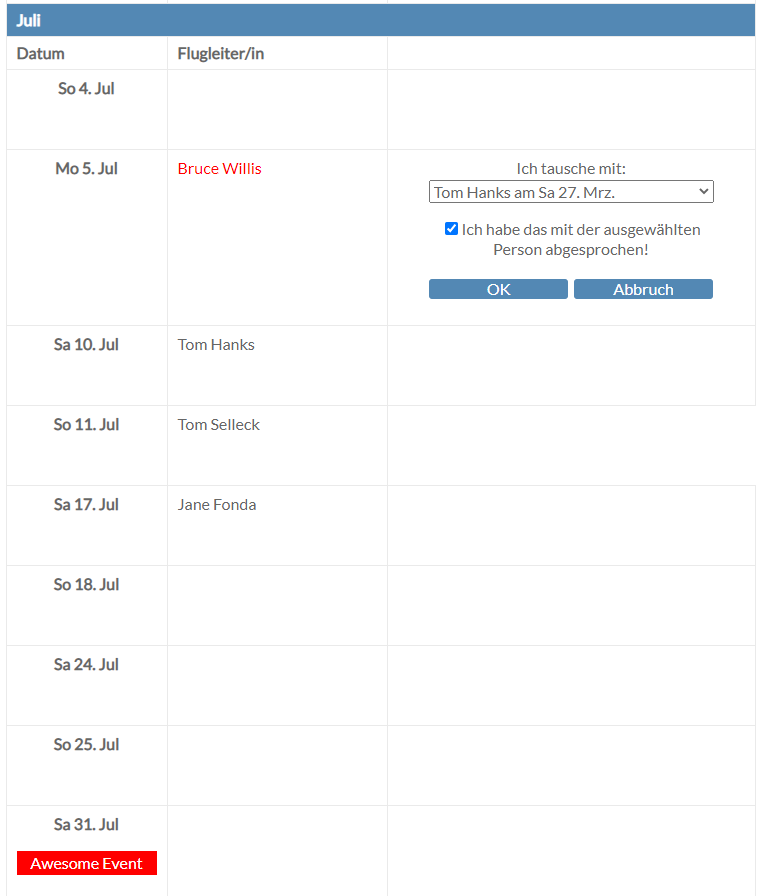 Juli
Datum Flugleiter/in
So 4. Jul
Mo 5. Jul Bruce Willis Ich tausche mit:
Tom Hanks am Sa 27. Mrz.
Ich habe das mit der ausgewählten
Person abgesprochen!
OK Abbruch
Sa 10. Jul Tom Hanks
So 11. Jul Tom Selleck
Sa 17. Jul Jane Fonda
So 18. Jul
Sa 24. Jul
So 25. Jul
Sa 31. Jul
Awesome Event